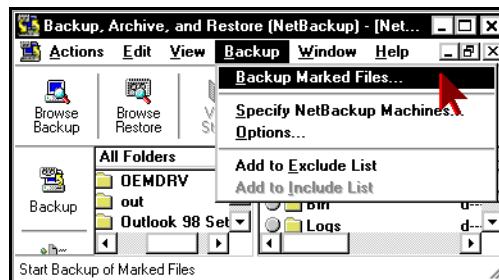 Backup, Archive, and Restore (NetBackup) - [Net...
Actions Edit View Backup Window Help
Backup Marked Files...
Specify NetBackup Machines...
Options...
Add to Exclude List
Add to Include List
Browse Backup
Browse Restore
All Folders
OEMDRV
out
Outlook 98 Set
Backup
Bin d---
Logs d---
Start Backup of Marked Files